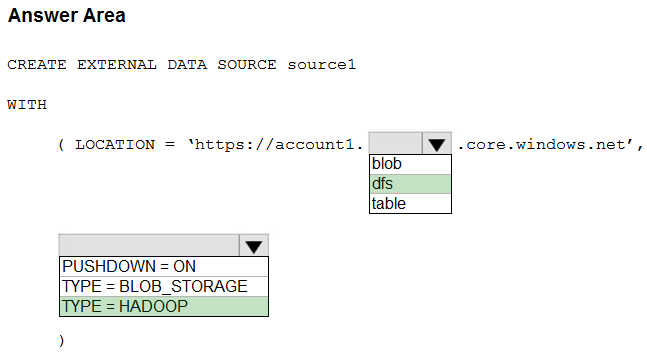 Answer Area
CREATE EXTERNAL DATA SOURCE source1
WITH
( LOCATION = ‘https://account1. .core.windows.net’,
blob
dfs
table
PUSHDOWN = ON
TYPE = BLOB_STORAGE
TYPE = HADOOP
)